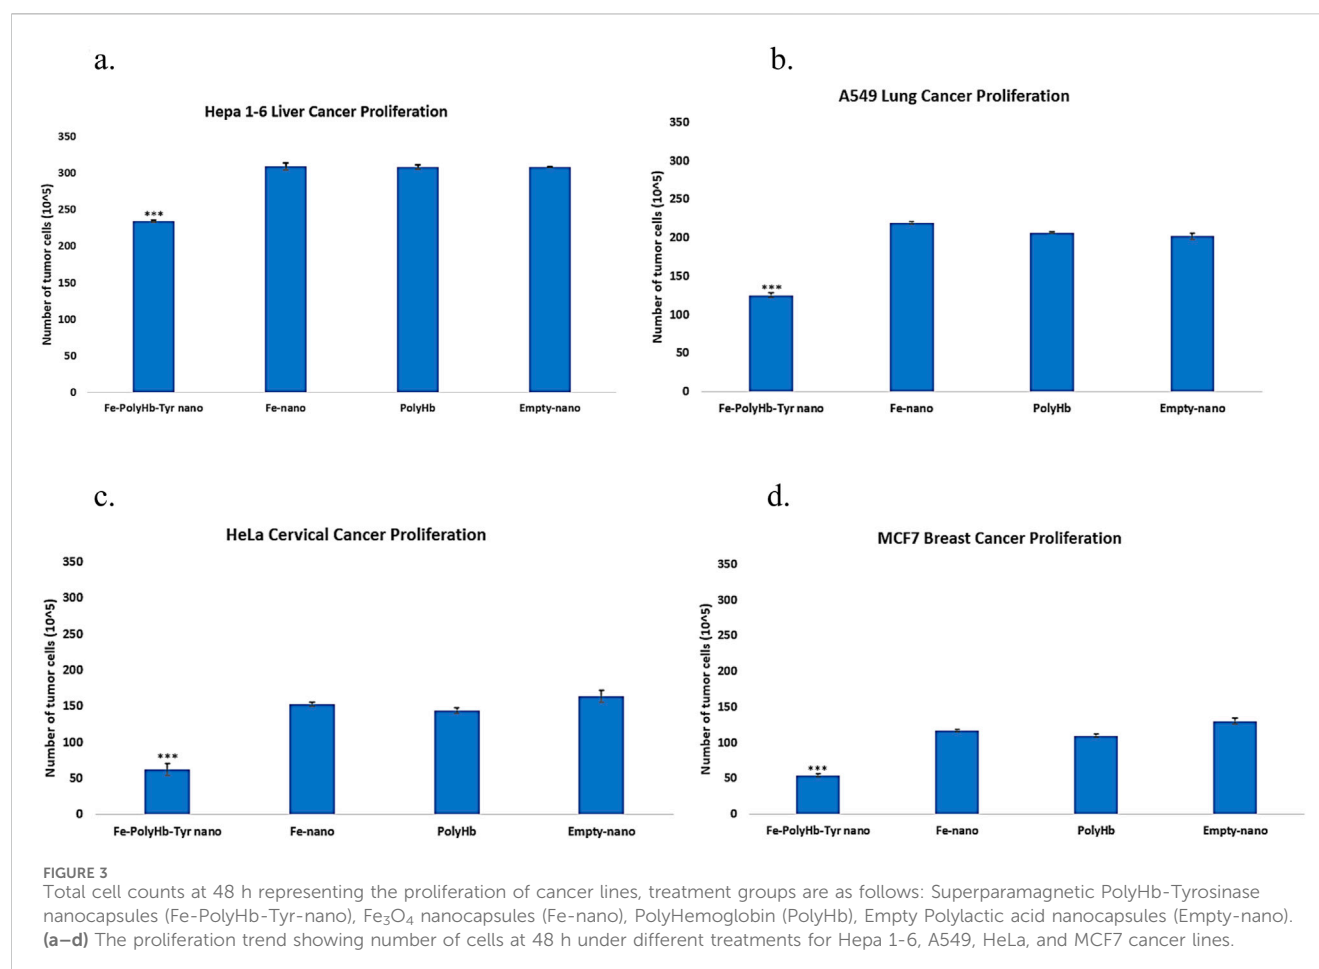 a.
Hepa 1-6 Liver Cancer Proliferation
Number of tumor cells (10^5)
350
300
250
200
150
100
50
0
***
Fe-PolyHb-Tyr nano Fe-nano PolyHb Empty-nano
b.
A549 Lung Cancer Proliferation
Number of tumor cells (10^5)
350
300
250
200
150
100
50
0
***
Fe-PolyHb-Tyr nano Fe-nano PolyHb Empty-nano
c.
HeLa Cervical Cancer Proliferation
Number of tumor cells (10^5)
350
300
250
200
150
100
50
0
***
Fe-PolyHb-Tyr nano Fe-nano PolyHb Empty-nano
d.
MCF7 Breast Cancer Proliferation
Number of tumor cells (10^5)
350
300
250
200
150
100
50
0
***
Fe-PolyHb-Tyr nano Fe-nano PolyHb Empty-nano
FIGURE 3
Total cell counts at 48 h representing the proliferation of cancer lines, treatment groups are as follows: Superparamagnetic PolyHb-Tyrosinase
nanocapsules (Fe-PolyHb-Tyr-nano), Fe₃O₄ nanocapsules (Fe-nano), PolyHemoglobin (PolyHb), Empty Polylactic acid nanocapsules (Empty-nano).
(a–d) The proliferation trend showing number of cells at 48 h under different treatments for Hepa 1-6, A549, HeLa, and MCF7 cancer lines.